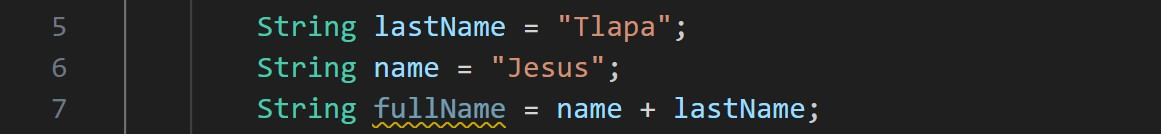 5 String lastName = "Tlapa";
6 String name = "Jesus";
7 String fullName = name + lastName;